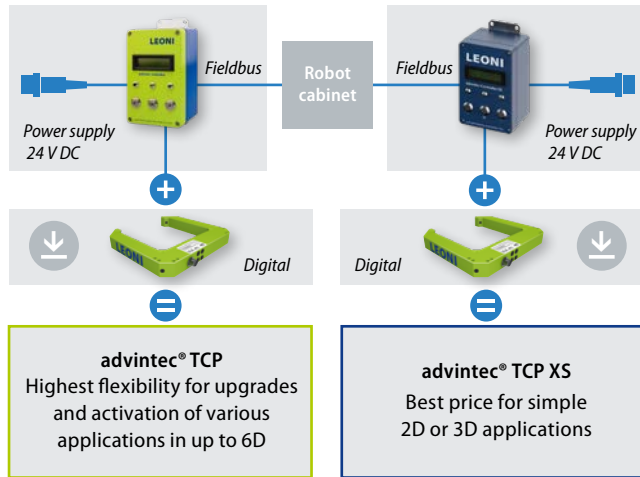 LEONI
Fieldbus
Robot
cabinet
Fieldbus
LEONI
Power supply
24 V DC
Power supply
24 V DC
LEONI
Digital
Digital
LEONI
advintec® TCP
Highest flexibility for upgrades
and activation of various
applications in up to 6D
advintec® TCP XS
Best price for simple
2D or 3D applications